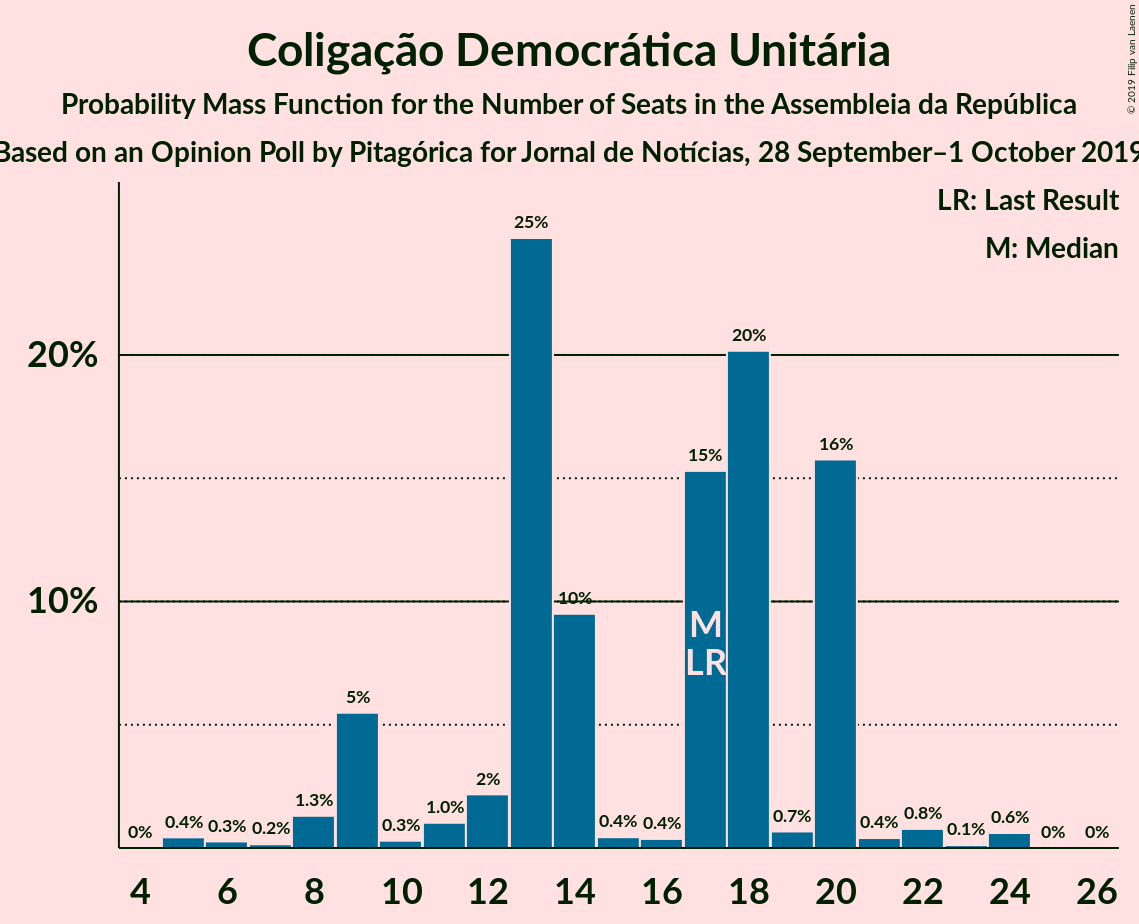 Coligação Democrática Unitária
Probability Mass Function for the Number of Seats in the Assembleia da República
Based on an Opinion Poll by Pitagórica for Jornal de Notícias, 28 September–1 October 2019
© 2019 Filip van Laenen
LR: Last Result
M: Median
25%
20%
20%
16%
15%
10%
10%
M
LR
5%
2%
1.3%
1.0%
0% 0.4% 0.3% 0.2% 0.3% 0.4% 0.4% 0.7% 0.4% 0.8% 0.1% 0.6% 0% 0%
4 6 8 10 12 14 16 18 20 22 24 26